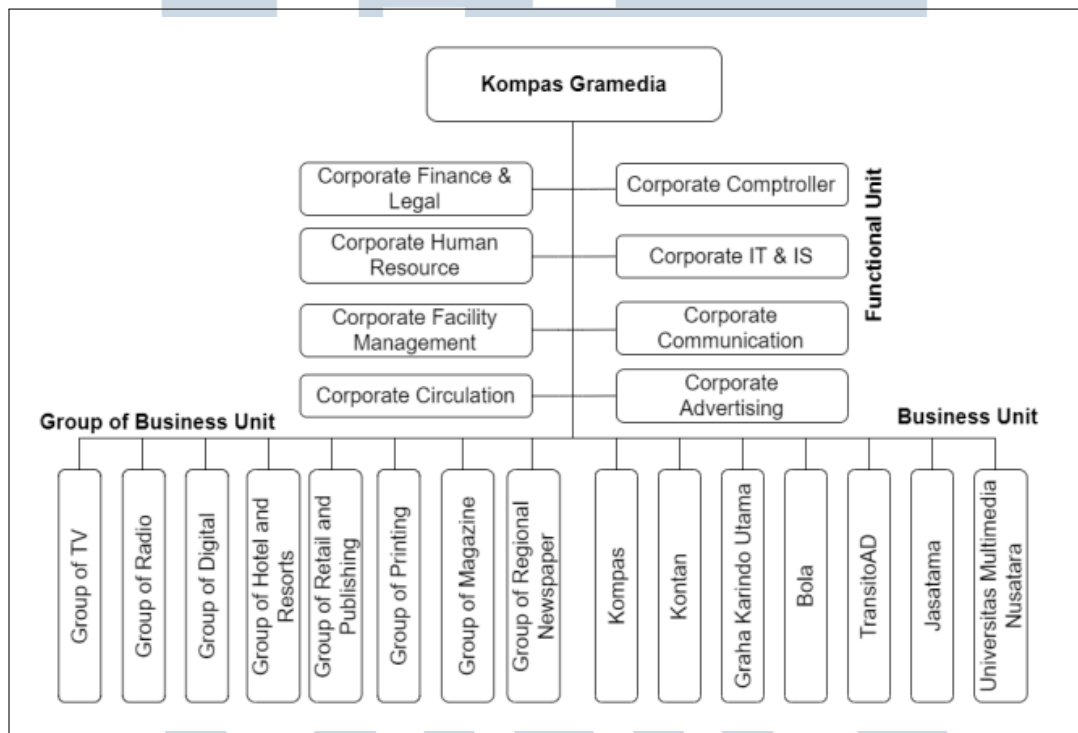 Kompas Gramedia
Corporate Finance &
Legal
Corporate Comptroller
Corporate Human
Resource
Corporate IT & IS
Corporate Facility
Management
Corporate
Communication
Corporate Circulation
Corporate
Advertising
Functional Unit
Group of Business Unit
Business Unit
Group of TV
Group of Radio
Group of Digital
Group of Hotel and
Resorts
Group of Retail and
Publishing
Group of Printing
Group of Magazine
Group of Regional
Newspaper
Kompas
Kontan
Graha Karindo Utama
Bola
TransitoAD
Jasatama
Universitas Multimedia
Nusatara